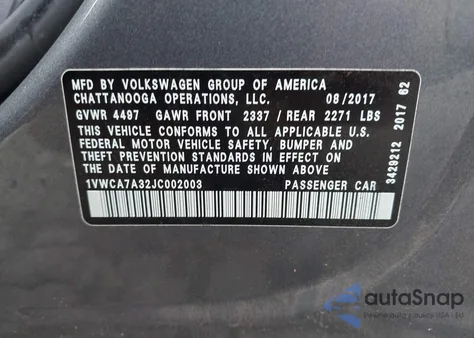 MFD BY VOLKSWAGEN GROUP OF AMERICA
CHATTANOOGA OPERATIONS, LLC. 08/2017
GVWR 4497 GAWR FRONT 2337 / REAR 2271 LBS
THIS VEHICLE CONFORMS TO ALL APPLICABLE U.S.
FEDERAL MOTOR VEHICLE SAFETY, BUMPER AND
THEFT PREVENTION STANDARDS IN EFFECT ON
THE DATE OF MANUFACTURE SHOWN ABOVE
1VWCA7A32JC002003 PASSENGER CAR
3429212 2017 62
autoSnap